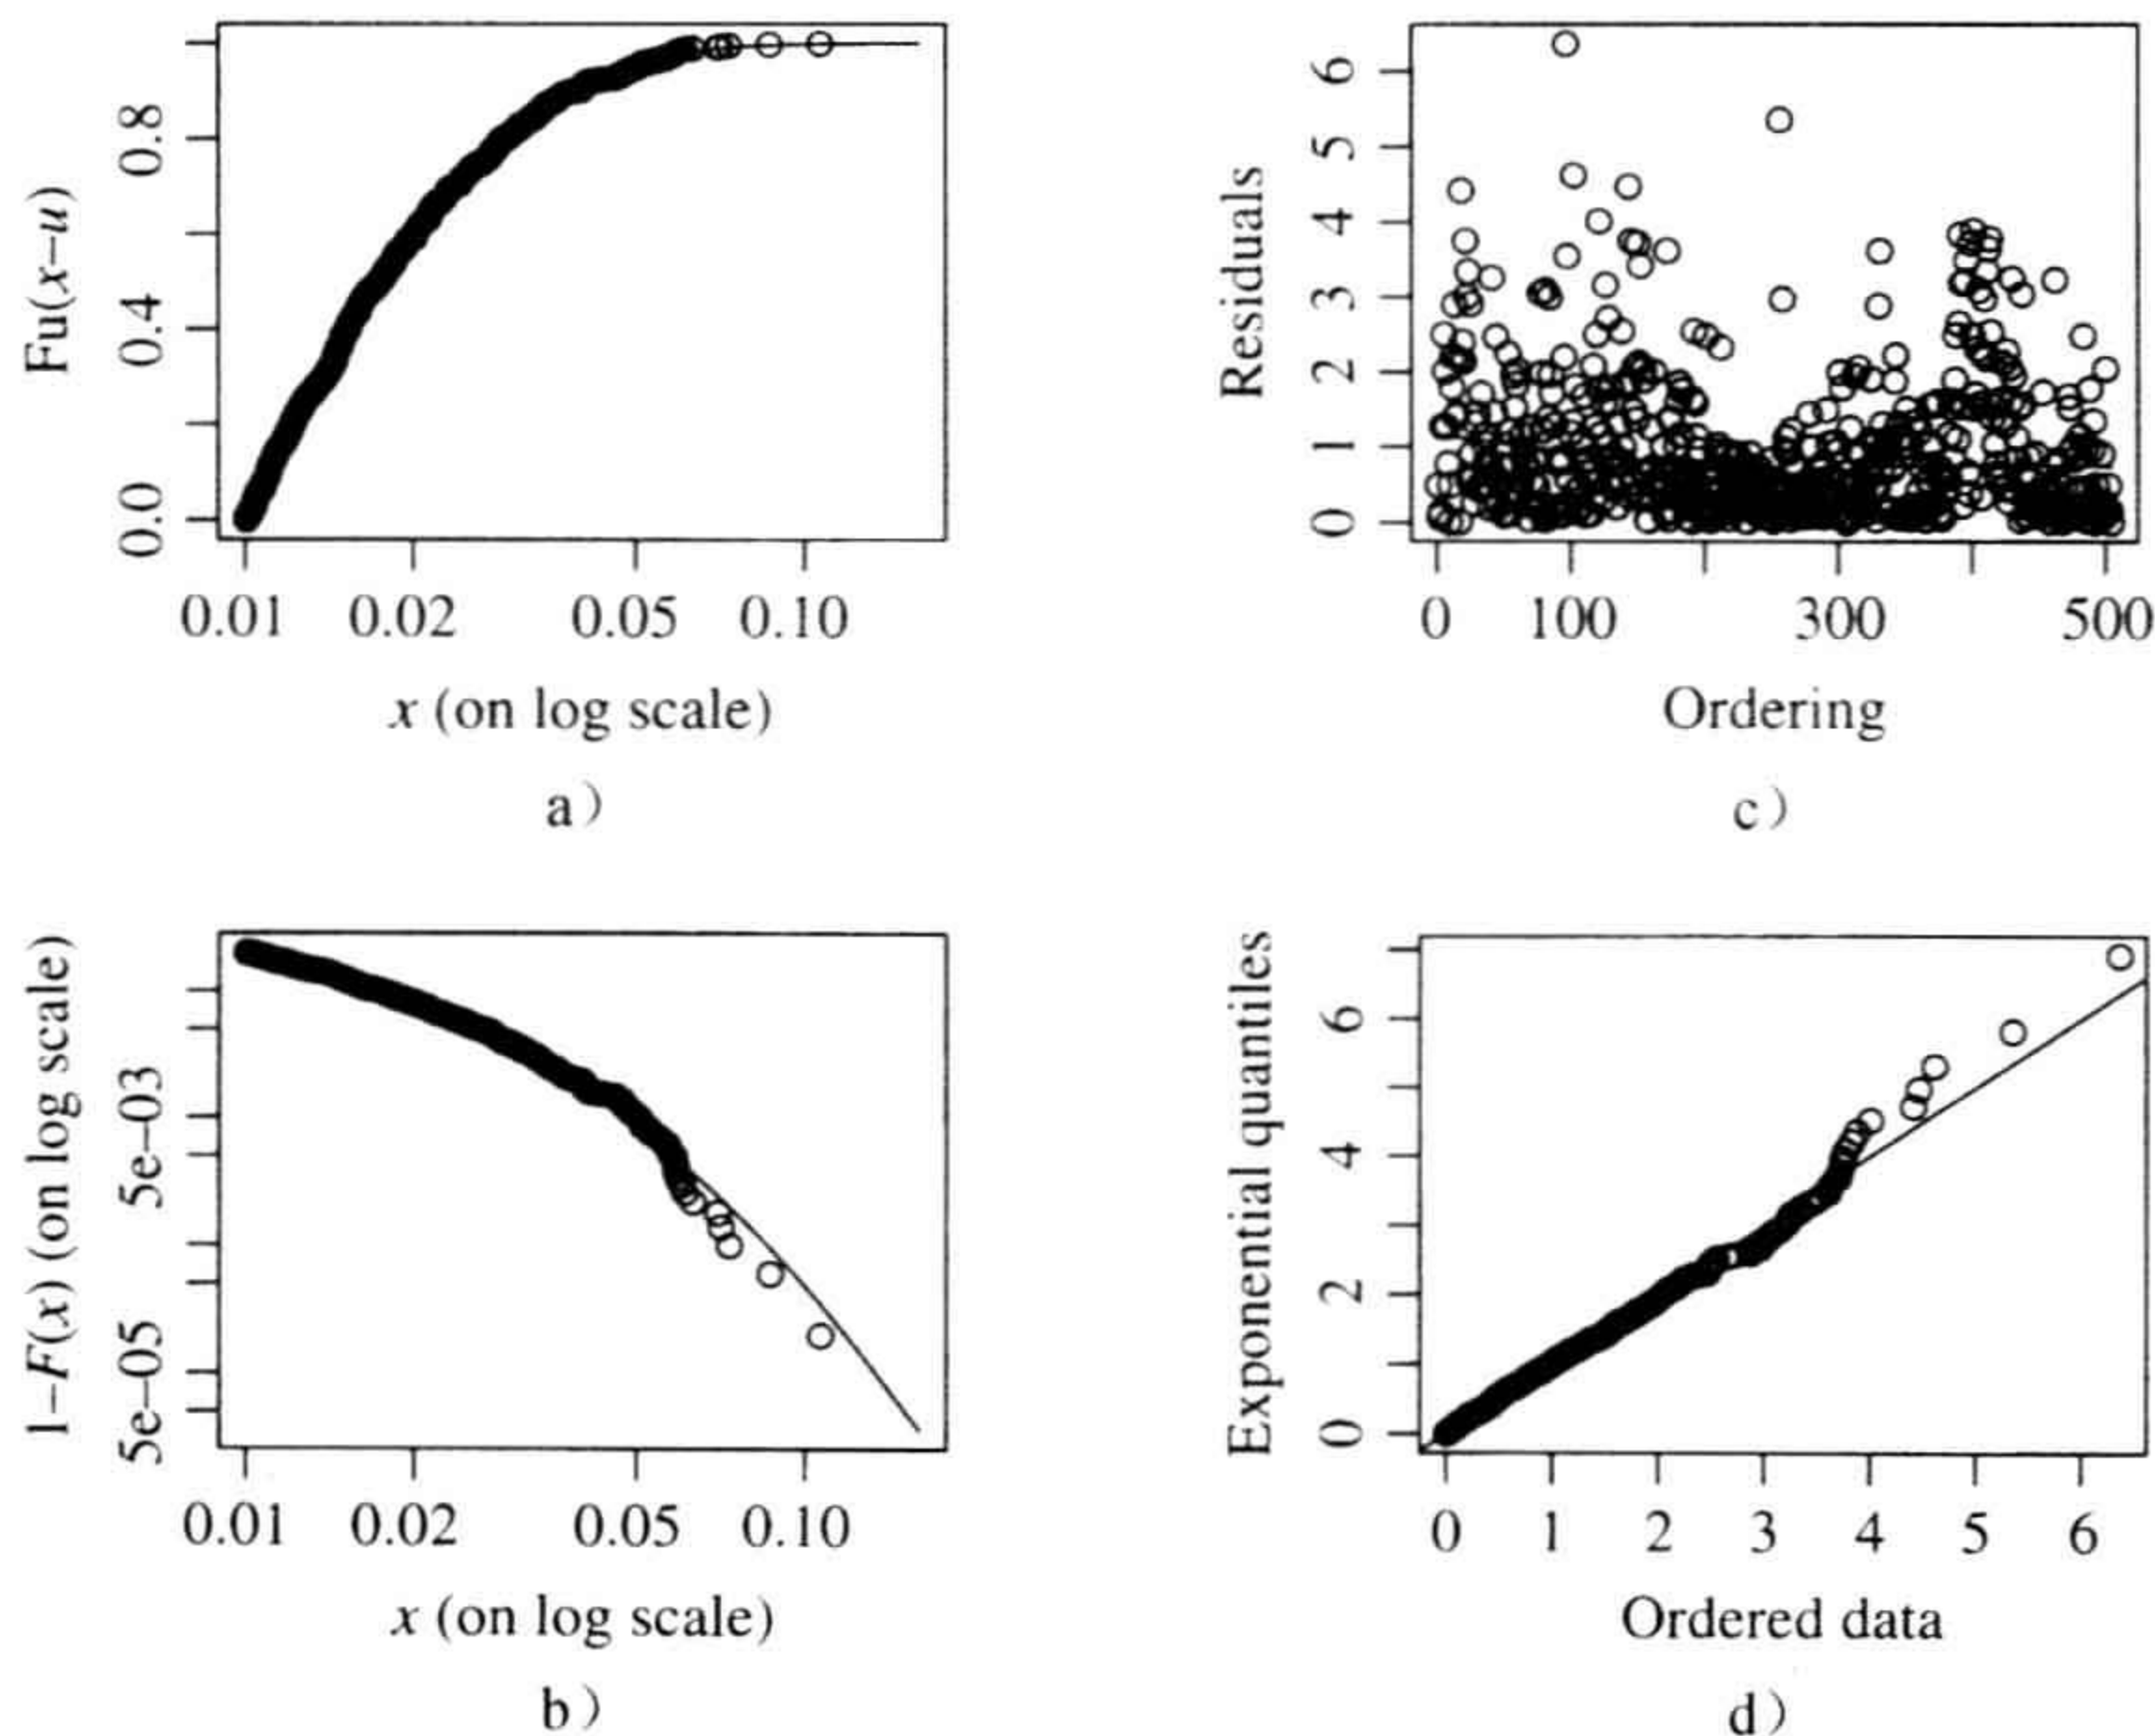 Fu(x–u)
0.8
0.4
0.0
0.01 0.02 0.05 0.10
x (on log scale)
a)
Residuals
6
5
4
3
2
1
0
0 100 300 500
Ordering
c)
1–F(x) (on log scale)
5e–03
5e–05
0.01 0.02 0.05 0.10
x (on log scale)
b)
Exponential quantiles
6
4
2
0
0 1 2 3 4 5 6
Ordered data
d)